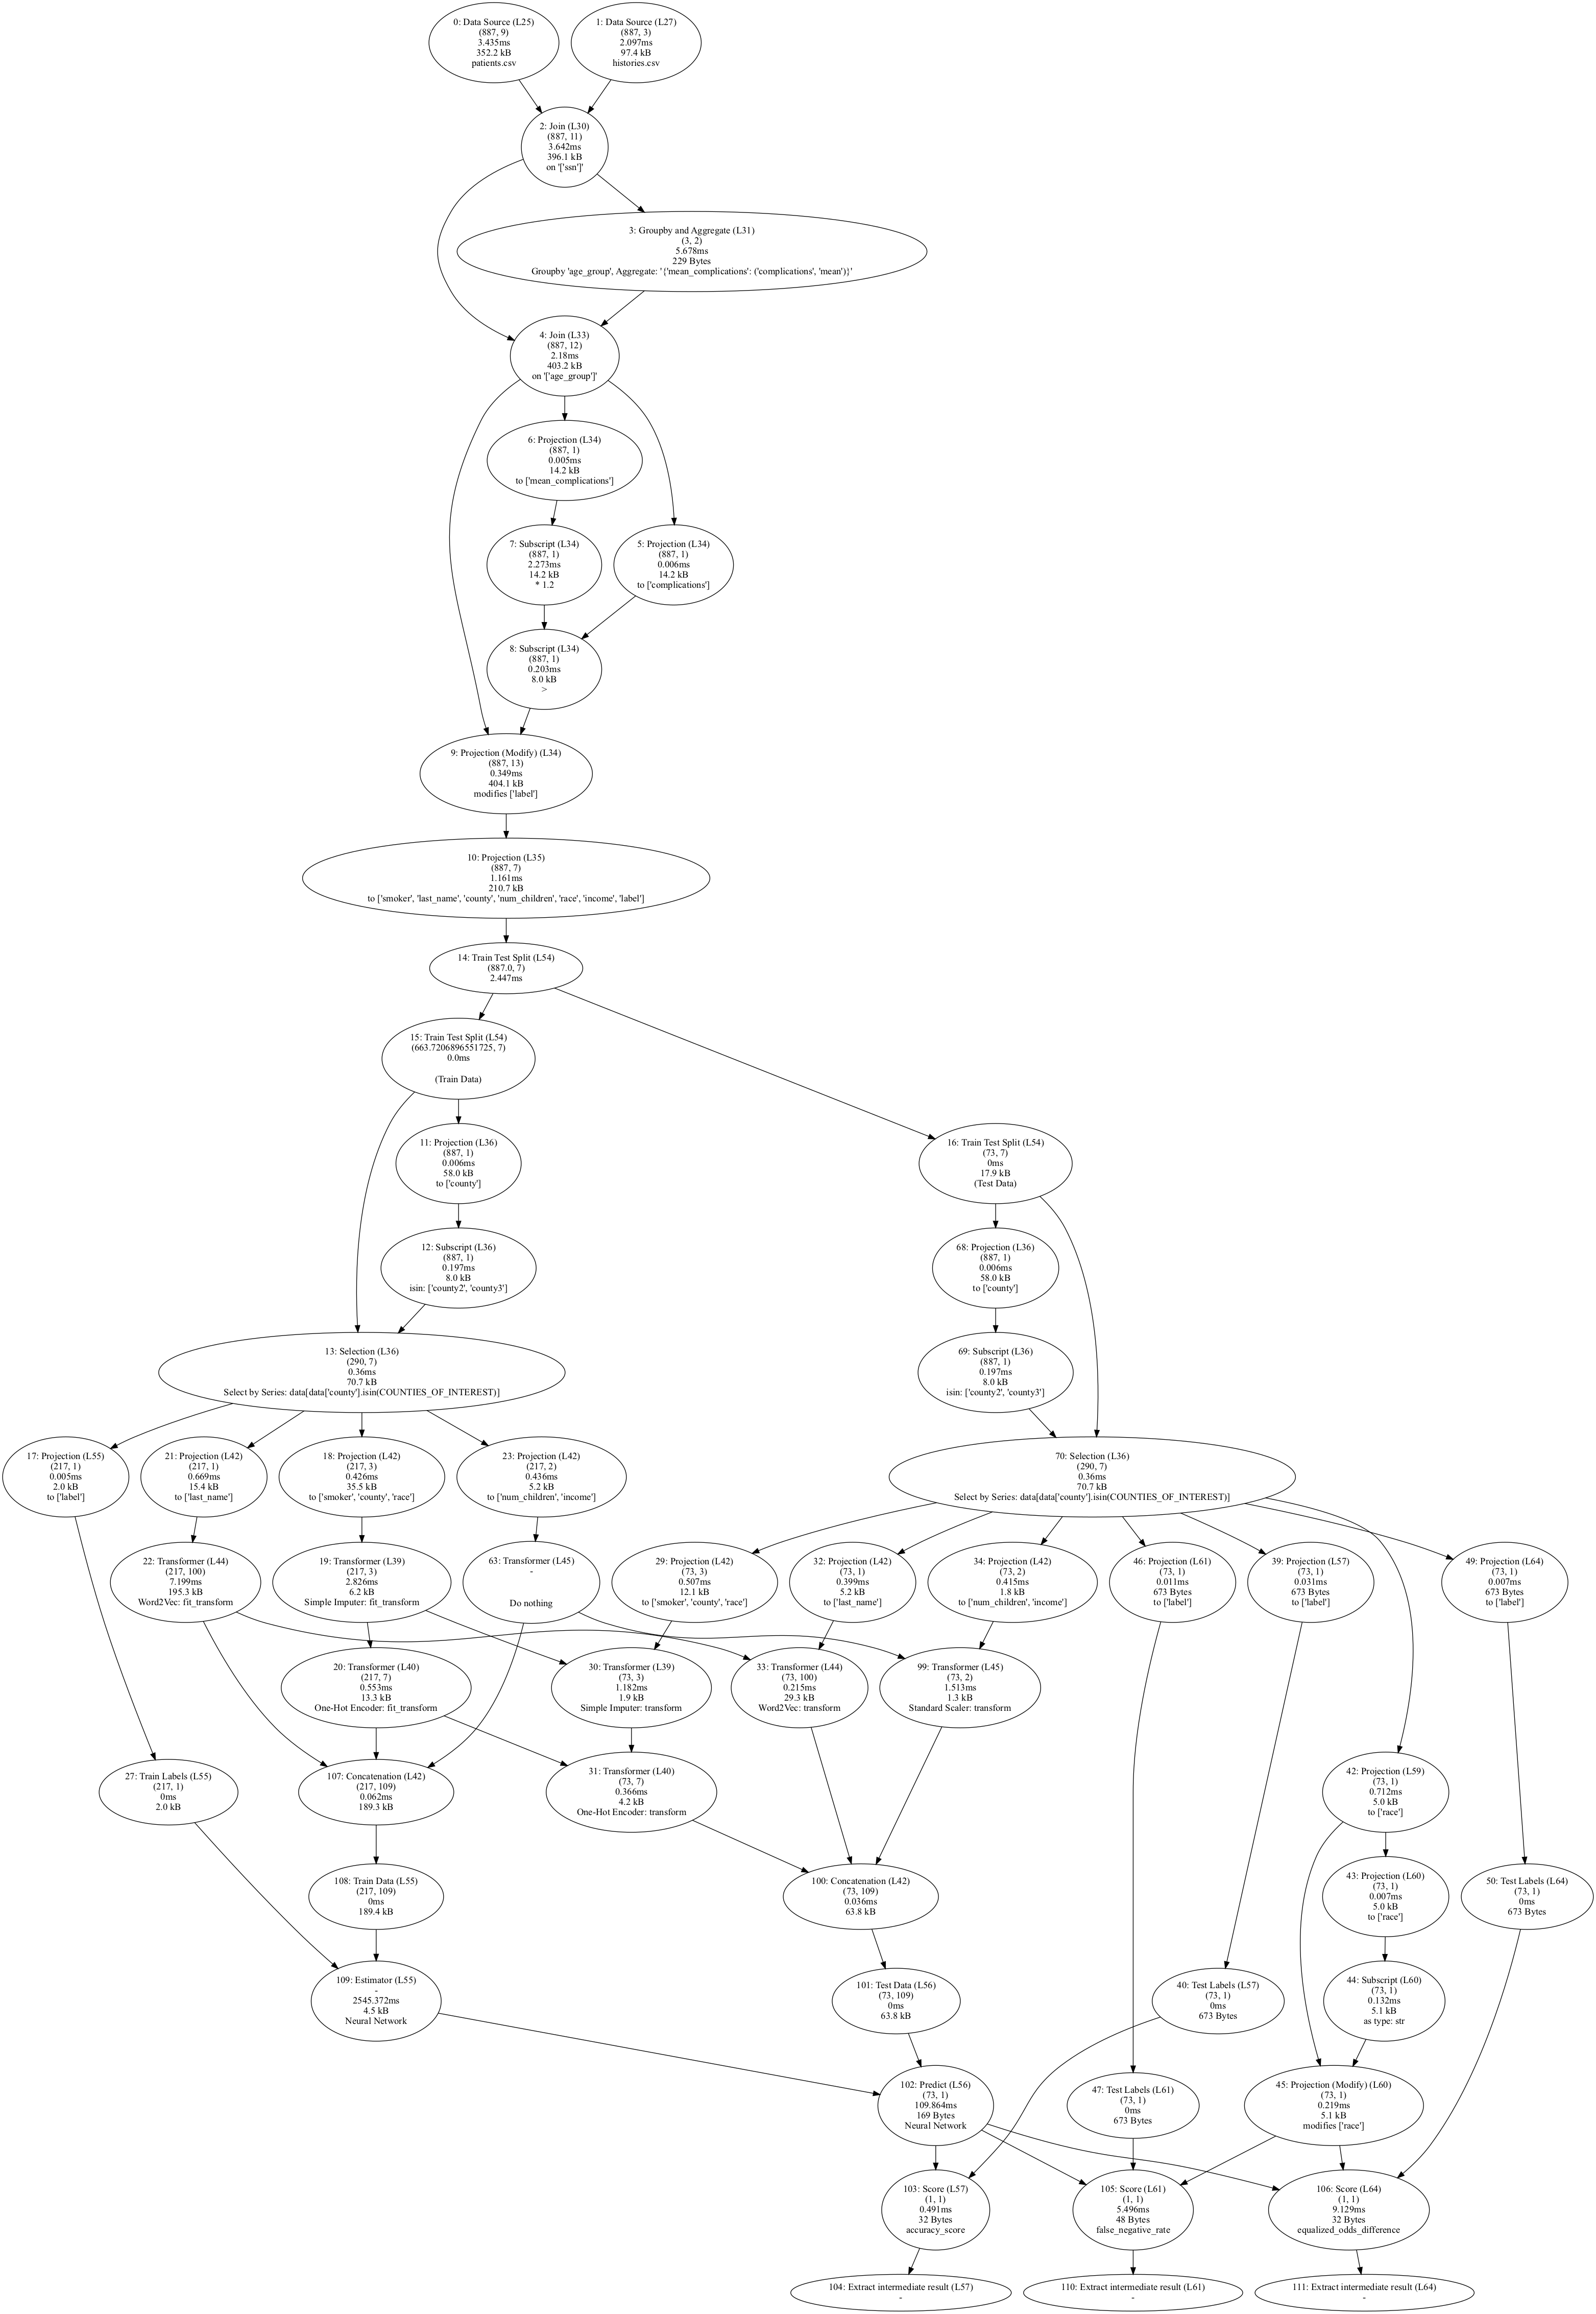 0: Data Source (L25)
(887, 9)
3.435ms
352.2 kB
patients.csv
1: Data Source (L27)
(887, 3)
2.097ms
97.4 kB
histories.csv
2: Join (L30)
(887, 11)
3.642ms
396.1 kB
on '['ssn']'
3: Groupby and Aggregate (L31)
(3, 2)
5.678ms
229 Bytes
Groupby 'age_group', Aggregate: '{'mean_complications': ('complications', 'mean')}'
4: Join (L33)
(887, 12)
2.18ms
403.2 kB
on '['age_group']'
6: Projection (L34)
(887, 1)
0.005ms
14.2 kB
to ['mean_complications']
7: Subscript (L34)
(887, 1)
2.273ms
14.2 kB
* 1.2
5: Projection (L34)
(887, 1)
0.006ms
14.2 kB
to ['complications']
8: Subscript (L34)
(887, 1)
0.203ms
8.0 kB
>
9: Projection (Modify) (L34)
(887, 13)
0.349ms
404.1 kB
modifies ['label']
10: Projection (L35)
(887, 7)
1.161ms
210.7 kB
to ['smoker', 'last_name', 'county', 'num_children', 'race', 'income', 'label']
14: Train Test Split (L54)
(887.0, 7)
2.447ms
15: Train Test Split (L54)
(663.7206896551725, 7)
0.0ms
(Train Data)
11: Projection (L36)
(887, 1)
0.006ms
58.0 kB
to ['county']
16: Train Test Split (L54)
(73, 7)
0ms
17.9 kB
(Test Data)
12: Subscript (L36)
(887, 1)
0.197ms
8.0 kB
isin: ['county2', 'county3']
68: Projection (L36)
(887, 1)
0.006ms
58.0 kB
to ['county']
13: Selection (L36)
(290, 7)
0.36ms
70.7 kB
Select by Series: data[data['county'].isin(COUNTIES_OF_INTEREST)]
69: Subscript (L36)
(887, 1)
0.197ms
8.0 kB
isin: ['county2', 'county3']
17: Projection (L55)
(217, 1)
0.005ms
2.0 kB
to ['label']
21: Projection (L42)
(217, 1)
0.669ms
15.4 kB
to ['last_name']
18: Projection (L42)
(217, 3)
0.426ms
35.5 kB
to ['smoker', 'county', 'race']
23: Projection (L42)
(217, 2)
0.436ms
5.2 kB
to ['num_children', 'income']
70: Selection (L36)
(290, 7)
0.36ms
70.7 kB
Select by Series: data[data['county'].isin(COUNTIES_OF_INTEREST)]
22: Transformer (L44)
(217, 100)
7.199ms
195.3 kB
Word2Vec: fit_transform
19: Transformer (L39)
(217, 3)
2.826ms
6.2 kB
Simple Imputer: fit_transform
63: Transformer (L45)
-
Do nothing
29: Projection (L42)
(73, 3)
0.507ms
12.1 kB
to ['smoker', 'county', 'race']
32: Projection (L42)
(73, 1)
0.399ms
5.2 kB
to ['last_name']
34: Projection (L42)
(73, 2)
0.415ms
1.8 kB
to ['num_children', 'income']
46: Projection (L61)
(73, 1)
0.011ms
673 Bytes
to ['label']
39: Projection (L57)
(73, 1)
0.031ms
673 Bytes
to ['label']
49: Projection (L64)
(73, 1)
0.007ms
673 Bytes
to ['label']
20: Transformer (L40)
(217, 7)
0.553ms
13.3 kB
One-Hot Encoder: fit_transform
30: Transformer (L39)
(73, 3)
1.182ms
1.9 kB
Simple Imputer: transform
33: Transformer (L44)
(73, 100)
0.215ms
29.3 kB
Word2Vec: transform
99: Transformer (L45)
(73, 2)
1.513ms
1.3 kB
Standard Scaler: transform
27: Train Labels (L55)
(217, 1)
0ms
2.0 kB
107: Concatenation (L42)
(217, 109)
0.062ms
189.3 kB
31: Transformer (L40)
(73, 7)
0.366ms
4.2 kB
One-Hot Encoder: transform
42: Projection (L59)
(73, 1)
0.712ms
5.0 kB
to ['race']
108: Train Data (L55)
(217, 109)
0ms
189.4 kB
100: Concatenation (L42)
(73, 109)
0.036ms
63.8 kB
43: Projection (L60)
(73, 1)
0.007ms
5.0 kB
to ['race']
50: Test Labels (L64)
(73, 1)
0ms
673 Bytes
109: Estimator (L55)
-
2545.372ms
4.5 kB
Neural Network
101: Test Data (L56)
(73, 109)
0ms
63.8 kB
40: Test Labels (L57)
(73, 1)
0ms
673 Bytes
44: Subscript (L60)
(73, 1)
0.132ms
5.1 kB
as type: str
102: Predict (L56)
(73, 1)
109.864ms
169 Bytes
Neural Network
47: Test Labels (L61)
(73, 1)
0ms
673 Bytes
45: Projection (Modify) (L60)
(73, 1)
0.219ms
5.1 kB
modifies ['race']
103: Score (L57)
(1, 1)
0.491ms
32 Bytes
accuracy_score
105: Score (L61)
(1, 1)
5.496ms
48 Bytes
false_negative_rate
106: Score (L64)
(1, 1)
9.129ms
32 Bytes
equalized_odds_difference
104: Extract intermediate result (L57)
-
110: Extract intermediate result (L61)
-
111: Extract intermediate result (L64)
-